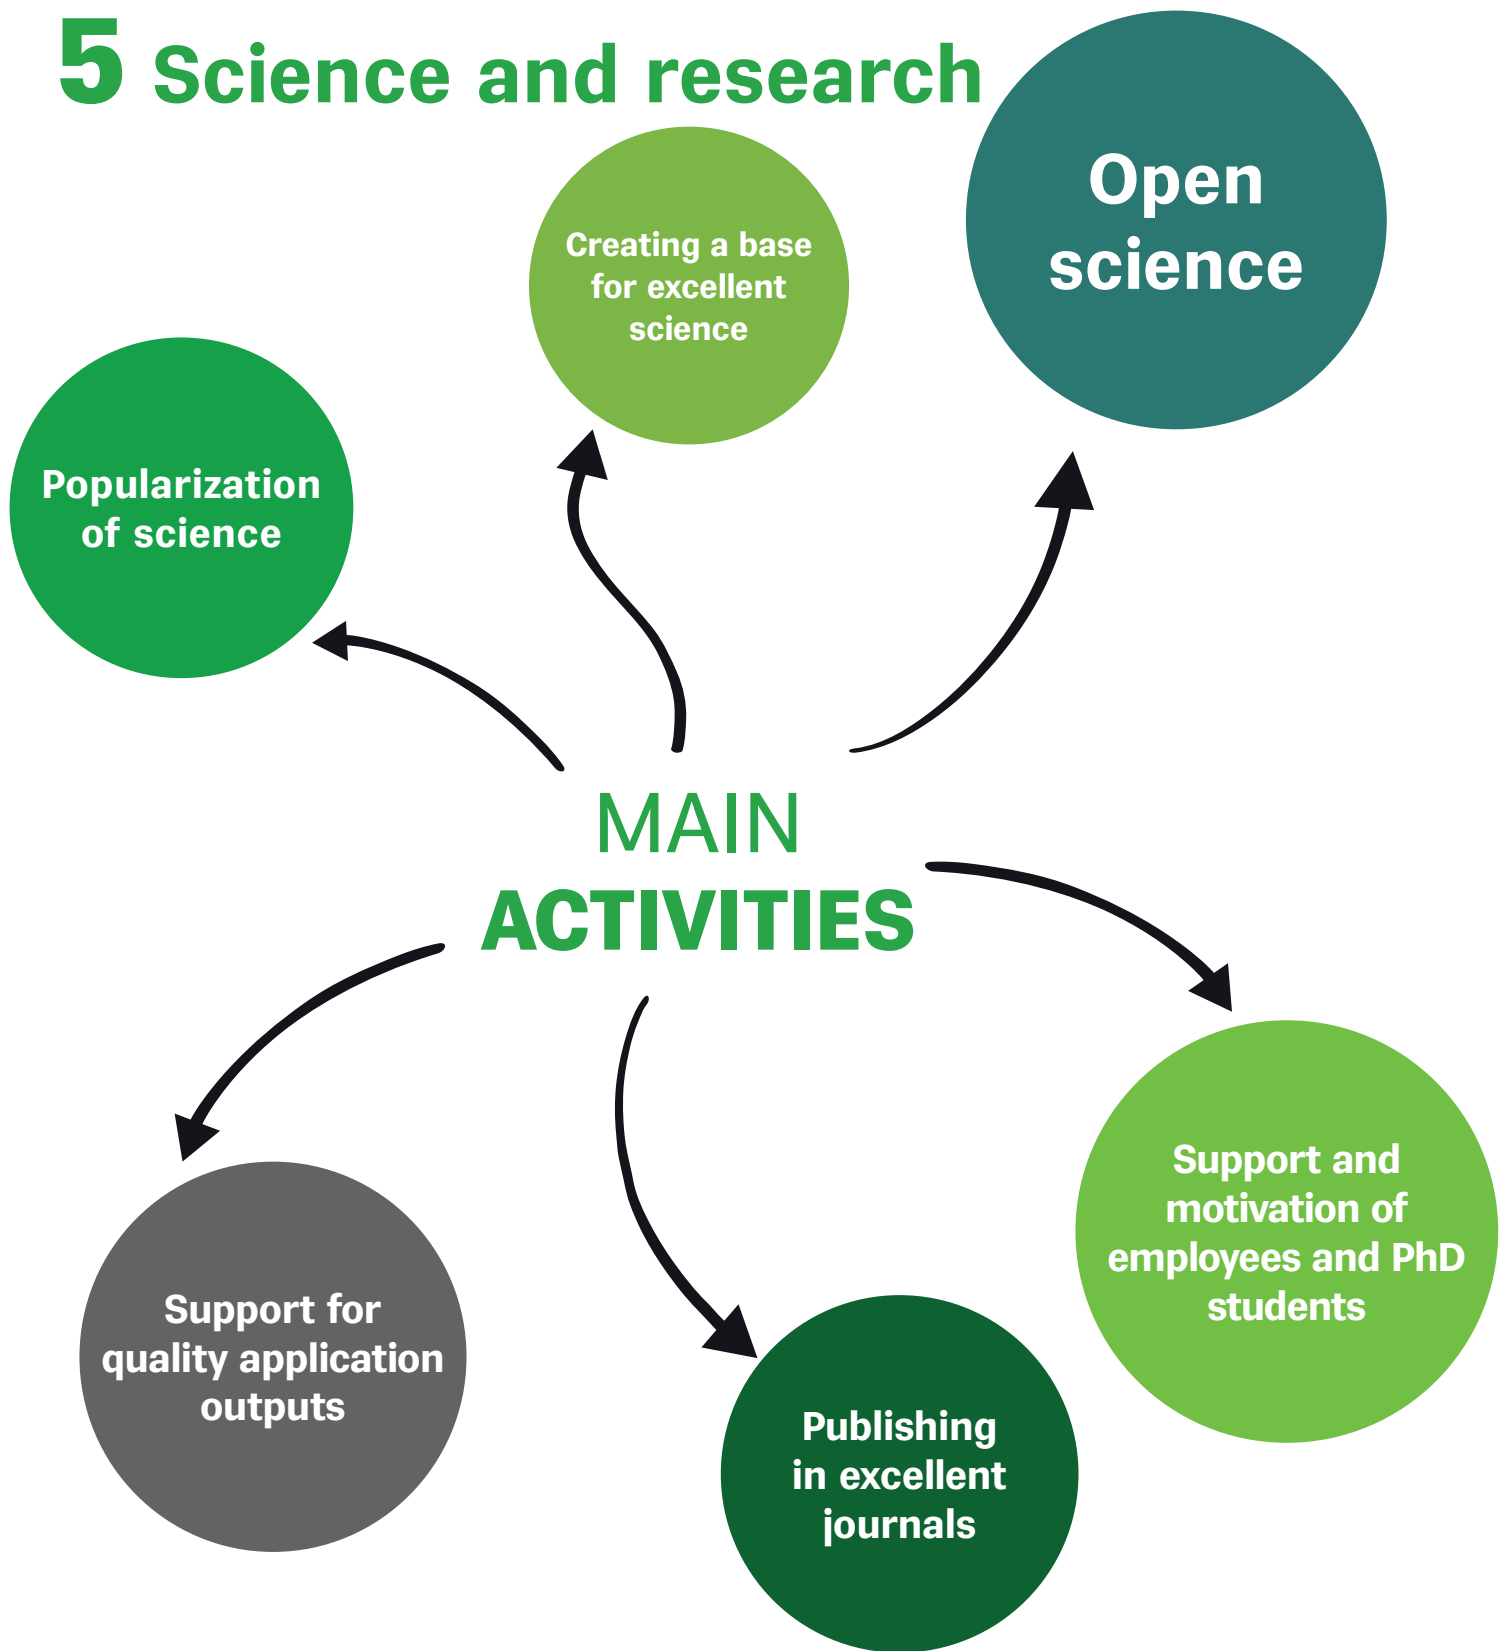 5 Science and research
Open
science
Creating a base
for excellent
science
Popularization
of science
MAIN
ACTIVITIES
Support and
motivation of
employees and PhD
students
Support for
quality application
outputs
Publishing
in excellent
journals